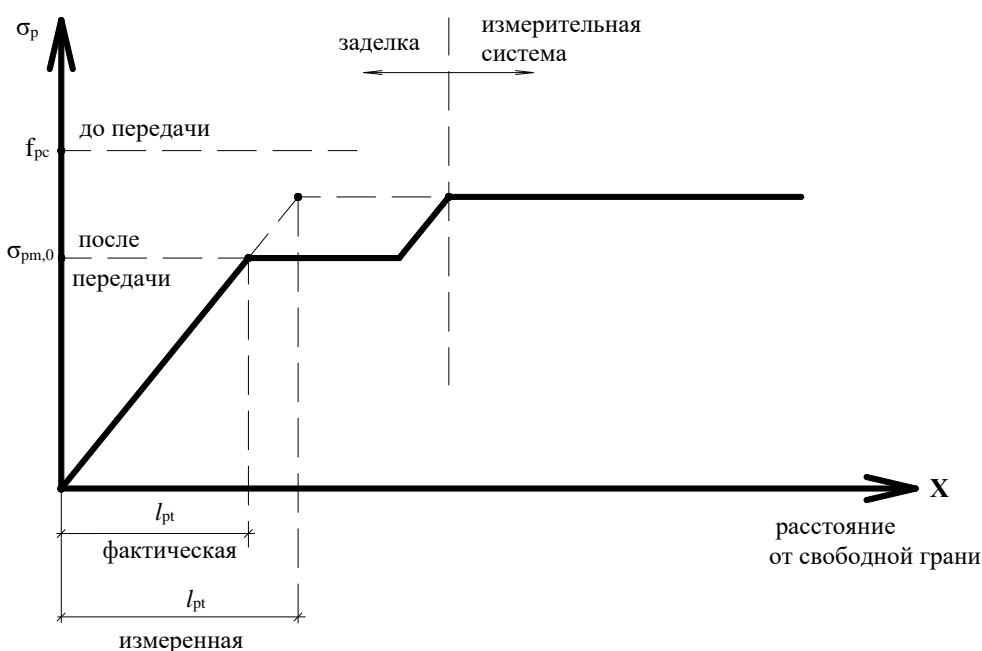 σp
заделка
измерительная
система
до передачи
fpc
после
σpm,0
передачи
X
lpt
фактическая
расстояние
от свободной грани
lpt
измеренная